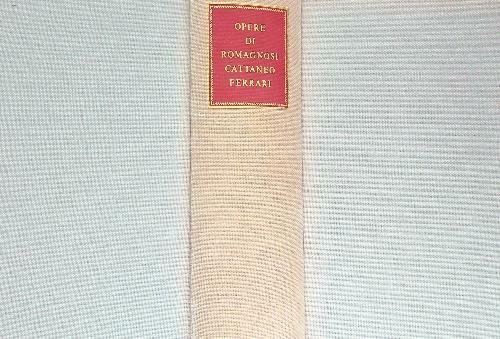 OPERE
DI
ROMAGNOSI
CATTANEO
FERRARI